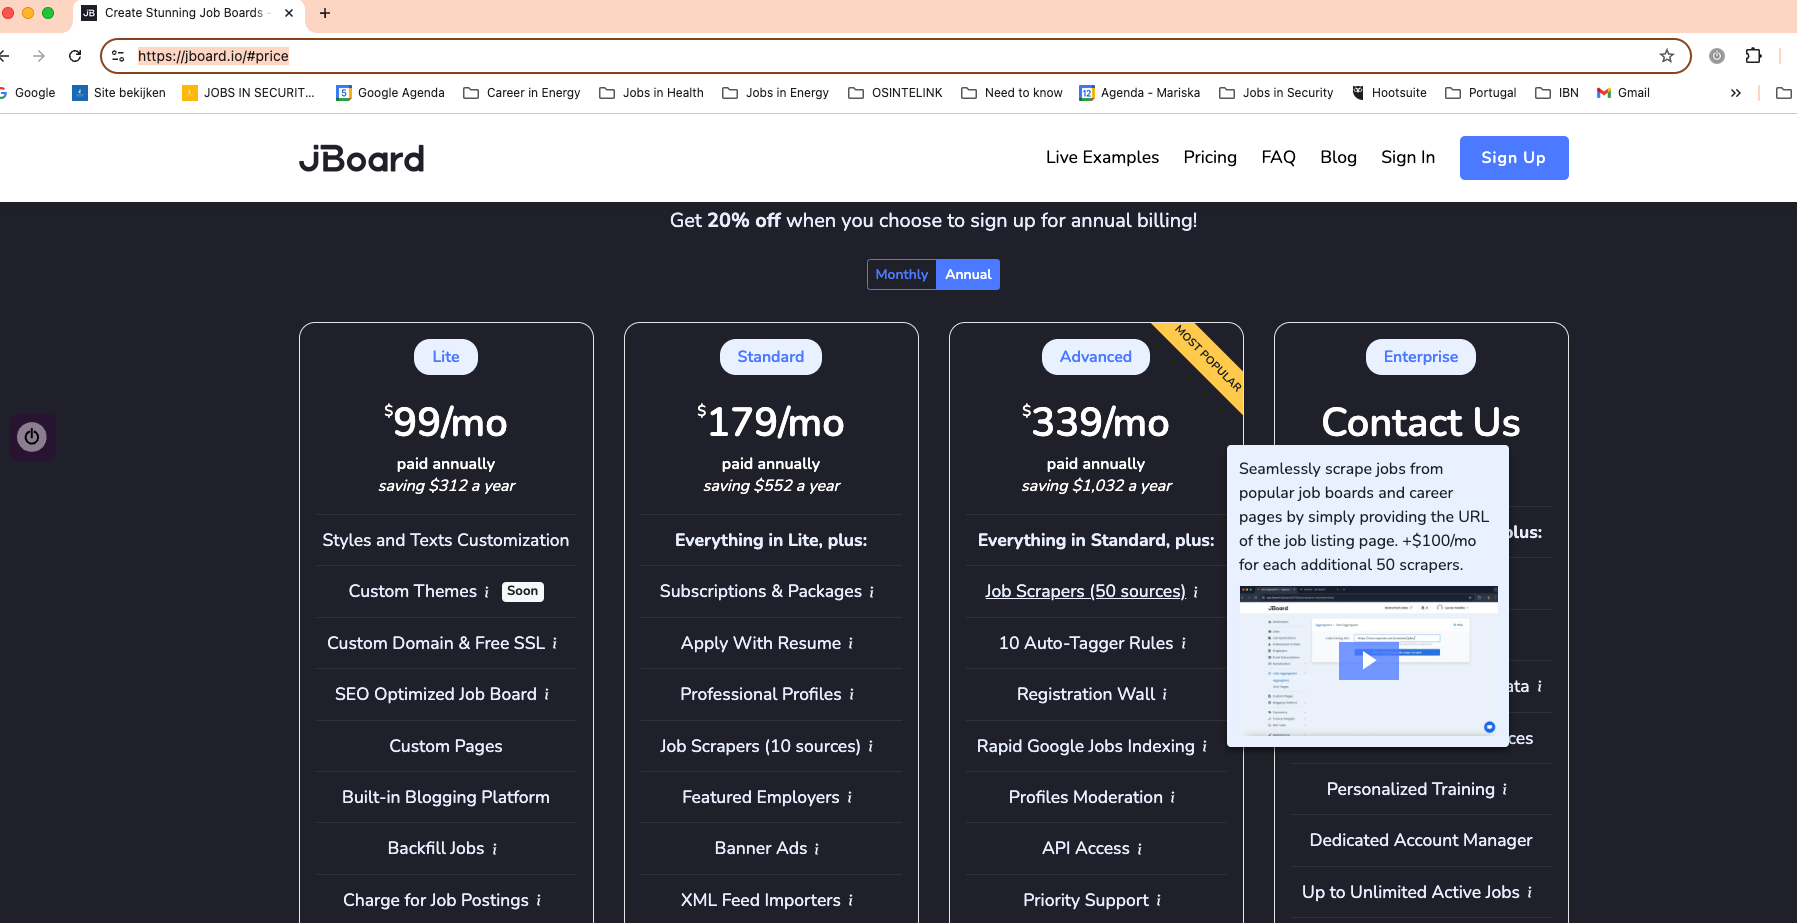 JB Create Stunning Job Boards -
https://jboard.io/#price
Google Site bekijken JOBS IN SECURIT... 5 Google Agenda Career in Energy Jobs in Health Jobs in Energy OSINTELINK Need to know 12 Agenda - Mariska Jobs in Security Hootsuite Portugal IBN Gmail
JBoard
Live Examples Pricing FAQ Blog Sign In Sign Up
Get 20% off when you choose to sign up for annual billing!
Monthly Annual
Lite
$99/mo
paid annually
saving $312 a year
Styles and Texts Customization
Custom Themes i Soon
Custom Domain & Free SSL i
SEO Optimized Job Board i
Custom Pages
Built-in Blogging Platform
Backfill Jobs i
Charge for Job Postings i
Standard
$179/mo
paid annually
saving $552 a year
Everything in Lite, plus:
Subscriptions & Packages i
Apply With Resume i
Professional Profiles i
Job Scrapers (10 sources) i
Featured Employers i
Banner Ads i
XML Feed Importers i
MOST POPULAR
Advanced
$339/mo
paid annually
saving $1,032 a year
Everything in Standard, plus:
Job Scrapers (50 sources) i
10 Auto-Tagger Rules i
Registration Wall i
Rapid Google Jobs Indexing i
Profiles Moderation i
API Access i
Priority Support i
Enterprise
Contact Us
Seamlessly scrape jobs from
popular job boards and career
pages by simply providing the URL
of the job listing page. +$100/mo
for each additional 50 scrapers.
JBoard
plus:
ata i
ces
Personalized Training i
Dedicated Account Manager
Up to Unlimited Active Jobs i